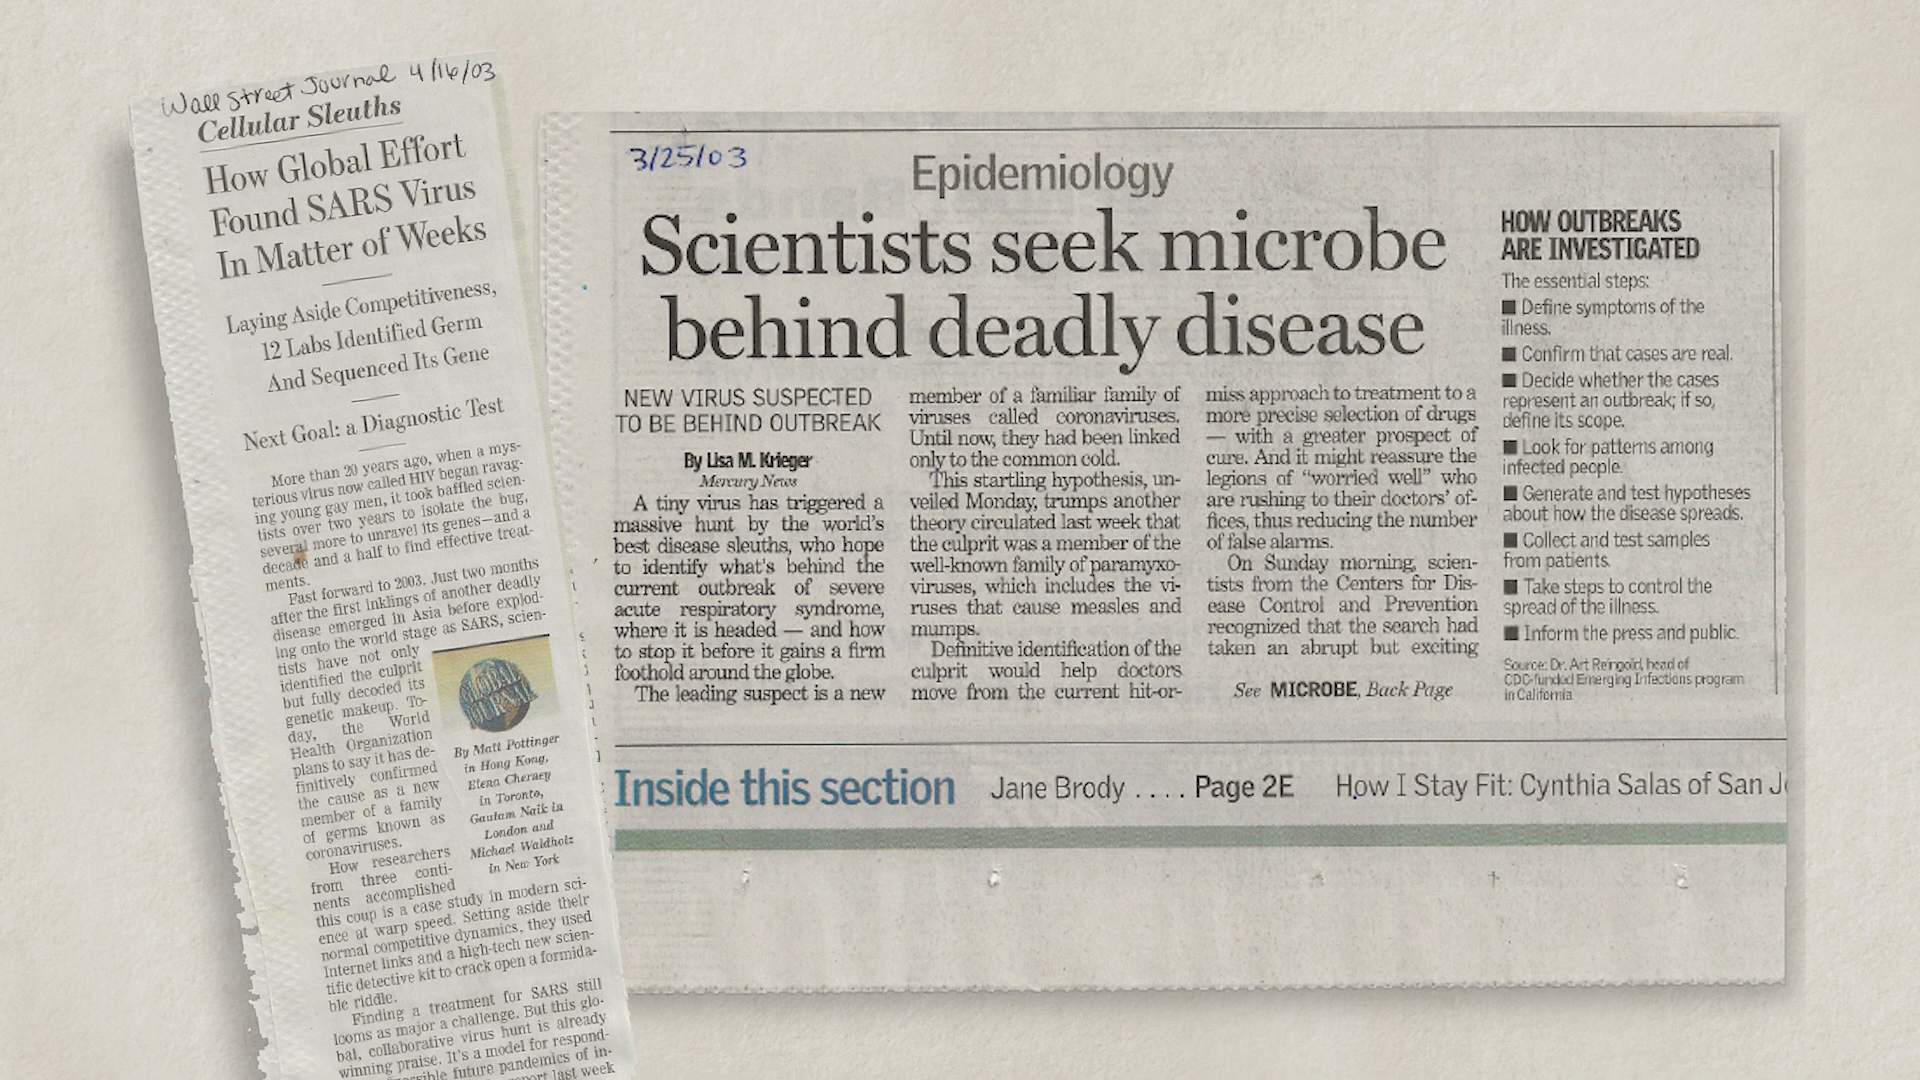 Wall Street Journal 4/16/03
Cellular Sleuths
How Global Effort
Found SARS Virus
In Matter of Weeks
Laying Aside Competitiveness,
12 Labs Identified Germ
And Sequenced Its Gene
Next Goal: a Diagnostic Test
More than 20 years ago, when a mys-
terious virus now called HIV began ravag-
ing young gay men, it took baffled scien-
tists over two years to isolate the bug,
several more to unravel its genes—and a
decade and a half to find effective treat-
ments.
Fast forward to 2003. Just two months
after the first inklings of another deadly
disease emerged in Asia before explod-
ing onto the world stage as SARS, scien-
tists have not only
identified the culprit
but fully decoded its
genetic makeup. To-
day, the World
Health Organization
plans to say it has de-
finitively confirmed
the cause as a new
member of a family
of germs known as
coronaviruses.
GLOBAL
JOURNAL
By Matt Pottinger
in Hong Kong,
Elena Cherney
in Toronto,
Gautam Naik in
London and
Michael Waldholz
in New York
How researchers
from three conti-
nents accomplished
this coup is a case study in modern sci-
ence at warp speed. Setting aside their
normal competitive dynamics, they used
Internet links and a high-tech new scien-
tific detective kit to crack open a formida-
ble riddle.
Finding a treatment for SARS still
looms as major a challenge. But this glo-
bal, collaborative virus hunt is already
winning praise. It's a model for respond-
future pandemics of in-
last week
3/25/03
Epidemiology
Scientists seek microbe
behind deadly disease
NEW VIRUS SUSPECTED
TO BE BEHIND OUTBREAK
By Lisa M. Krieger
Mercury News
A tiny virus has triggered a
massive hunt by the world's
best disease sleuths, who hope
to identify what's behind the
current outbreak of severe
acute respiratory syndrome,
where it is headed — and how
to stop it before it gains a firm
foothold around the globe.
The leading suspect is a new
member of a familiar family of
viruses called coronaviruses.
Until now, they had been linked
only to the common cold.
This startling hypothesis, un-
veiled Monday, trumps another
theory circulated last week that
the culprit was a member of the
well-known family of paramyxo-
viruses, which includes the vi-
ruses that cause measles and
mumps.
Definitive identification of the
culprit would help doctors
move from the current hit-or-
miss approach to treatment to a
more precise selection of drugs
— with a greater prospect of
cure. And it might reassure the
legions of “worried well” who
are rushing to their doctors' of-
fices, thus reducing the number
of false alarms.
On Sunday morning, scien-
tists from the Centers for Dis-
ease Control and Prevention
recognized that the search had
taken an abrupt but exciting
See MICROBE, Back Page
HOW OUTBREAKS
ARE INVESTIGATED
The essential steps:
■ Define symptoms of the
illness.
■ Confirm that cases are real.
■ Decide whether the cases
represent an outbreak; if so,
define its scope.
■ Look for patterns among
infected people.
■ Generate and test hypotheses
about how the disease spreads.
■ Collect and test samples
from patients.
■ Take steps to control the
spread of the illness.
■ Inform the press and public.
Source: Dr. Art Reingold, head of
CDC-funded Emerging Infections program
in California
Inside this section Jane Brody .... Page 2E How I Stay Fit: Cynthia Salas of San Jo